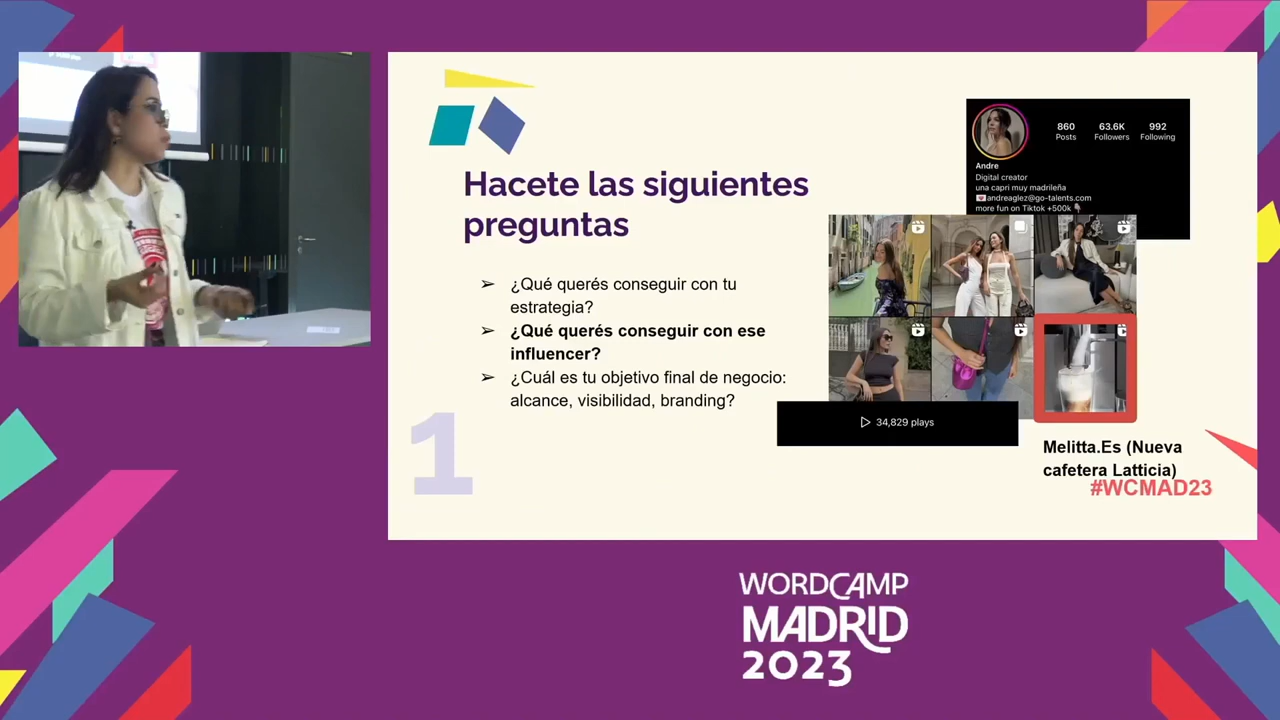 Hacete las siguientes
preguntas
➢ ¿Qué querés conseguir con tu
estrategia?
➢ ¿Qué querés conseguir con ese
influencer?
➢ ¿Cuál es tu objetivo final de negocio:
alcance, visibilidad, branding?
1
860 63.6K 992
Posts Followers Following
Andre
Digital creator
una capri muy madrileña
💌andreaglez@go-talents.com
more fun on Tiktok +500k 👇🏼
34,829 plays
Melitta.Es (Nueva
cafetera Latticia)
#WCMAD23
WORDCAMP
MADRID
2023